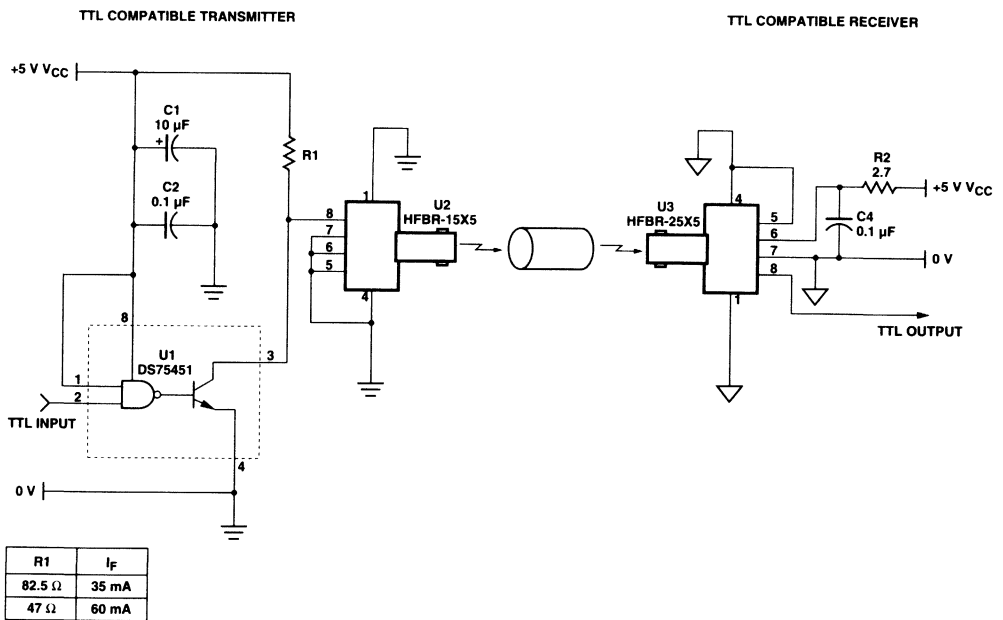 TTL COMPATIBLE TRANSMITTER
TTL COMPATIBLE RECEIVER
+5 V VCC
C1
10 µF
+
R1
C2
0.1 µF
8
U1
DS75451
3
1
2
TTL INPUT
4
0 V
1
8
7
6
5
4
U2
HFBR-15X5
U3
HFBR-25X5
4
5
6
7
8
1
R2
2.7
+5 V VCC
C4
0.1 µF
0 V
TTL OUTPUT
R1 IF
82.5 Ω 35 mA
47 Ω 60 mA